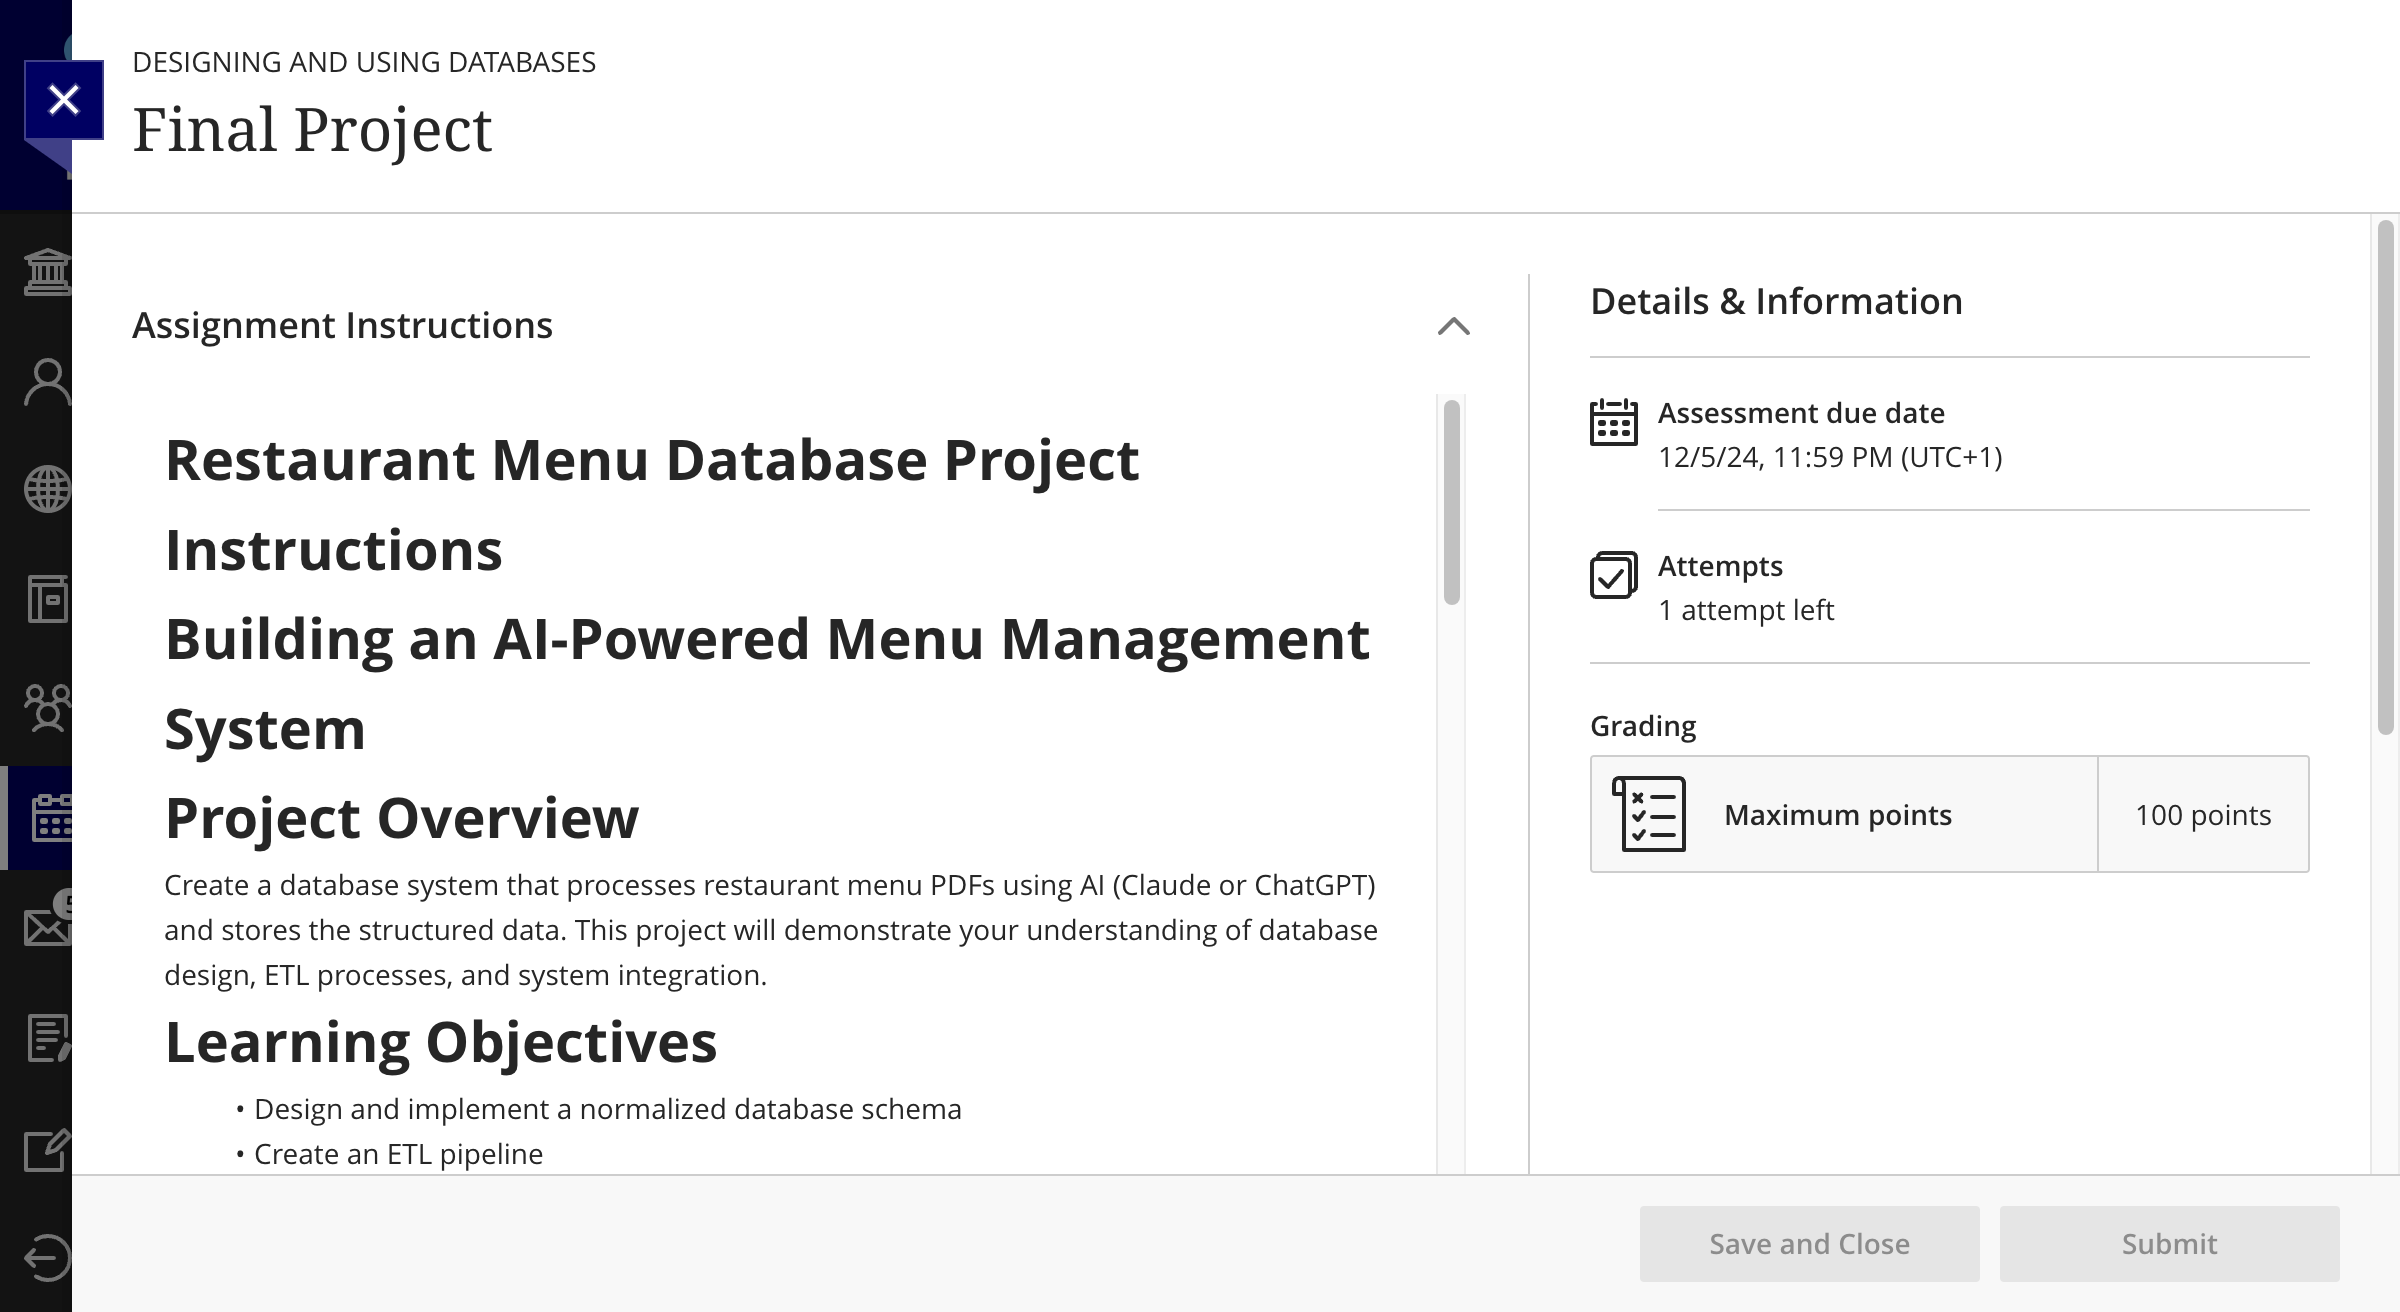 DESIGNING AND USING DATABASES
Final Project
Assignment Instructions
Restaurant Menu Database Project
Instructions
Building an AI-Powered Menu Management
System
Project Overview
Create a database system that processes restaurant menu PDFs using AI (Claude or ChatGPT)
and stores the structured data. This project will demonstrate your understanding of database
design, ETL processes, and system integration.
Learning Objectives
• Design and implement a normalized database schema
• Create an ETL pipeline
Details & Information
Assessment due date
12/5/24, 11:59 PM (UTC+1)
Attempts
1 attempt left
Grading
Maximum points
100 points
Save and Close
Submit